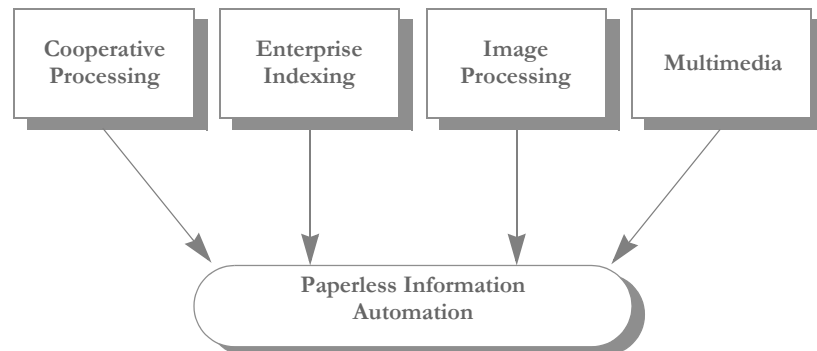 Cooperative
Processing
Enterprise
Indexing
Image
Processing
Multimedia
Paperless Information
Automation